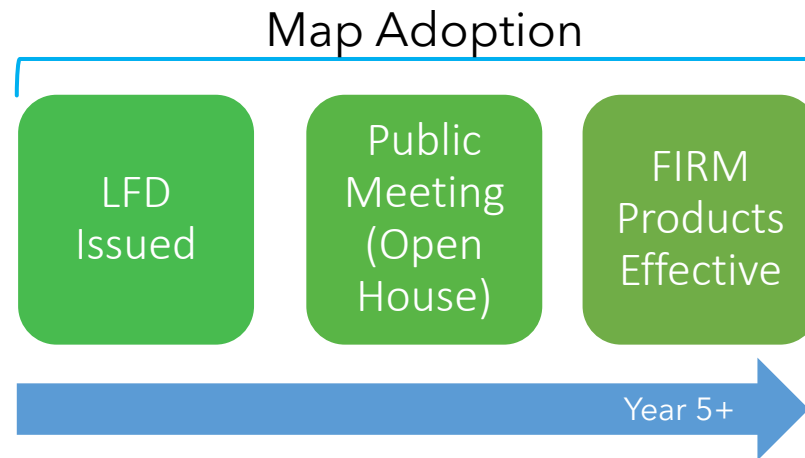 Map Adoption
LFD
Issued
Public
Meeting
(Open
House)
FIRM
Products
Effective
Year 5+